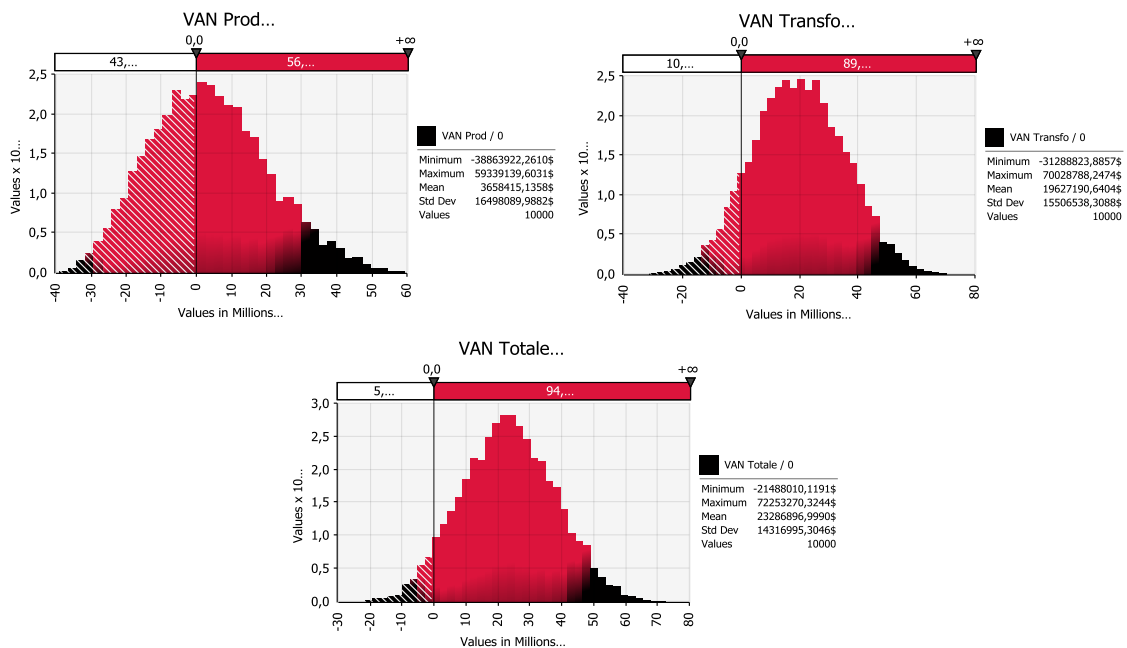 VAN Prod...
0,0
+∞
43,...
56,...
2,5
2,0
1,5
1,0
0,5
0,0
Values x 10...
-40
-30
-20
-10
0
10
20
30
40
50
60
Values in Millions...
VAN Prod / 0
Minimum -38863922,2610$
Maximum 59339139,6031$
Mean 3658415,1358$
Std Dev 16498089,9882$
Values 10000
VAN Transfo...
0,0
+∞
10,...
89,...
2,5
2,0
1,5
1,0
0,5
0,0
Values x 10...
-40
-20
0
20
40
60
80
Values in Millions...
VAN Transfo / 0
Minimum -31288823,8857$
Maximum 70028788,2474$
Mean 19627190,6404$
Std Dev 15506538,3088$
Values 10000
VAN Totale...
0,0
+∞
5,...
94,...
3,0
2,5
2,0
1,5
1,0
0,5
0,0
Values x 10...
-30
-20
-10
0
10
20
30
40
50
60
70
80
Values in Millions...
VAN Totale / 0
Minimum -21488010,1191$
Maximum 72253270,3244$
Mean 23286896,9990$
Std Dev 14316995,3046$
Values 10000